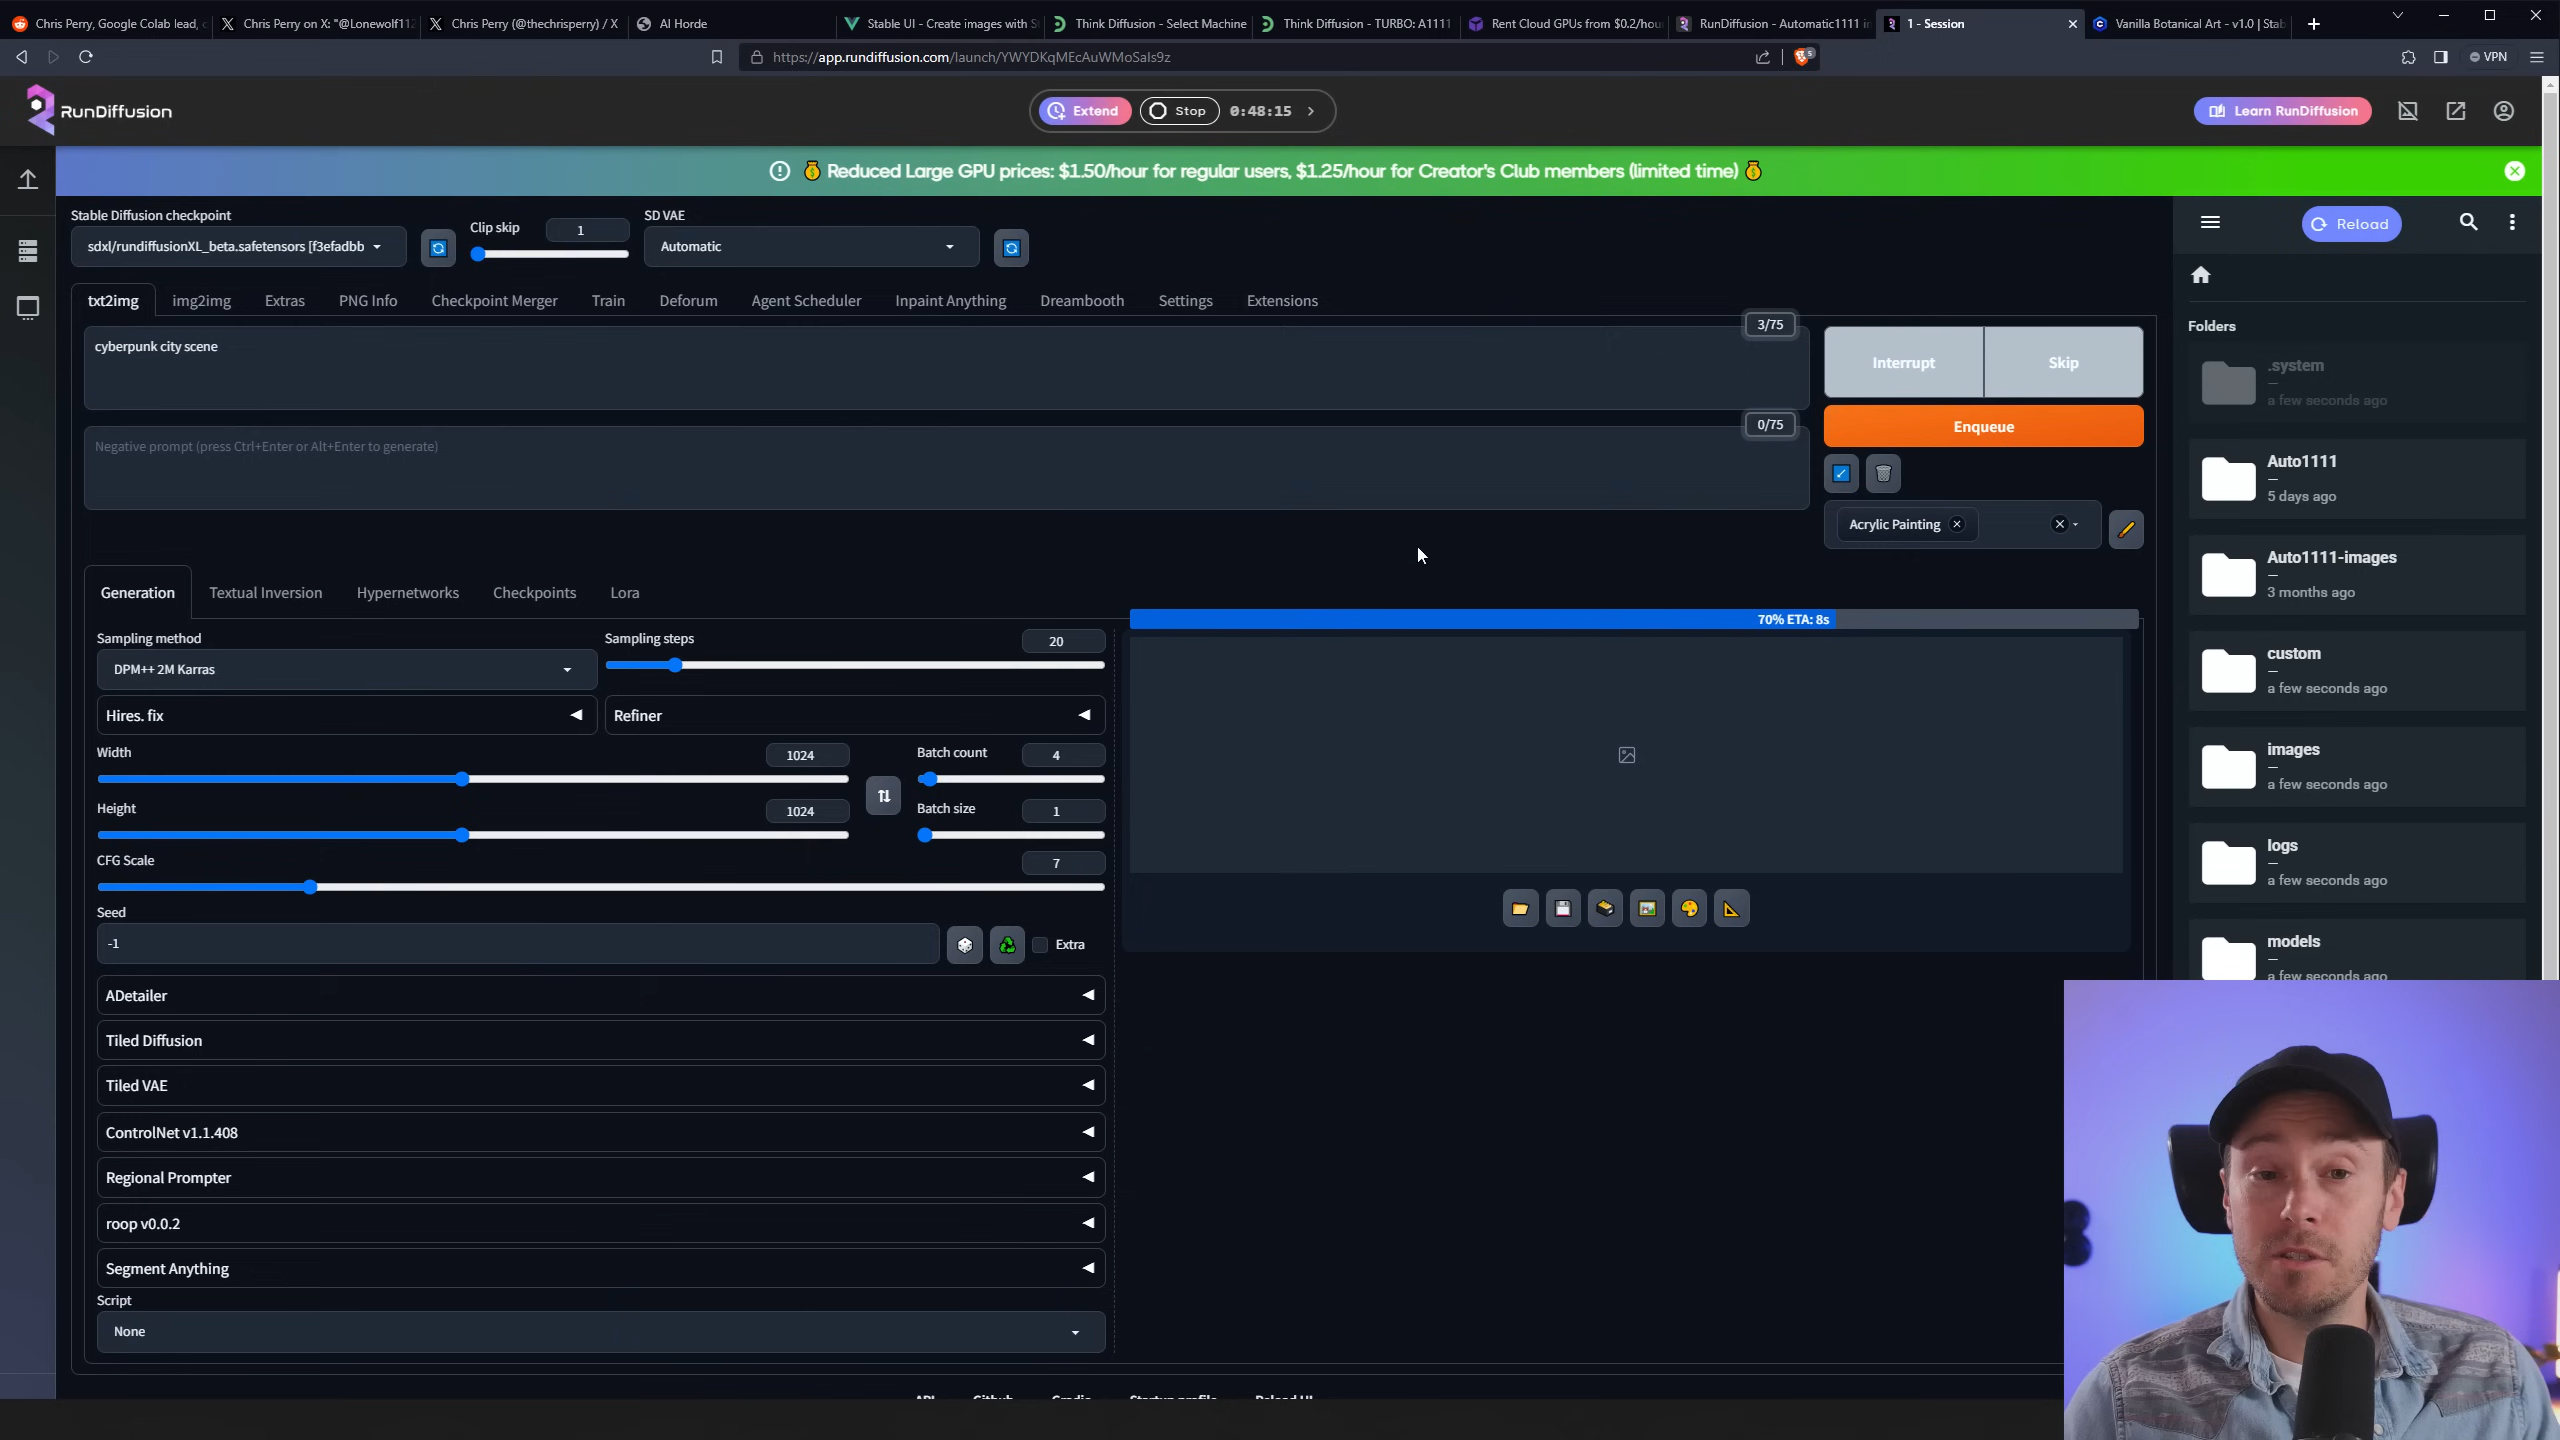 Chris Perry, Google Colab lead,
Chris Perry on X: "@Lonewolf112
Chris Perry (@thechrisperry) / X
AI Horde
Stable UI - Create images with S
Think Diffusion - Select Machine
Think Diffusion - TURBO: A1111
Rent Cloud GPUs from $0.2/hou
RunDiffusion - Automatic1111 in
1 - Session
Vanilla Botanical Art - v1.0 | Stab
https://app.rundiffusion.com/launch/YWYDKqMEcAuWMoSaIs9z
VPN
RunDiffusion
Extend
Stop
0:48:15
Learn RunDiffusion
Reduced Large GPU prices: $1.50/hour for regular users, $1.25/hour for Creator's Club members (limited time)
Stable Diffusion checkpoint
Clip skip
1
SD VAE
sdxl/rundiffusionXL_beta.safetensors [f3efadbb
Automatic
Reload
txt2img
img2img
Extras
PNG Info
Checkpoint Merger
Train
Deforum
Agent Scheduler
Inpaint Anything
Dreambooth
Settings
Extensions
3/75
cyberpunk city scene
Interrupt
Skip
0/75
Negative prompt (press Ctrl+Enter or Alt+Enter to generate)
Enqueue
Acrylic Painting
Generation
Textual Inversion
Hypernetworks
Checkpoints
Lora
70% ETA: 8s
Sampling method
Sampling steps
20
DPM++ 2M Karras
Hires. fix
Refiner
Width
1024
Batch count
4
Height
1024
Batch size
1
CFG Scale
7
Seed
-1
Extra
ADetailer
Tiled Diffusion
Tiled VAE
ControlNet v1.1.408
Regional Prompter
roop v0.0.2
Segment Anything
Script
None
Folders
.system
—
a few seconds ago
Auto1111
—
5 days ago
Auto1111-images
—
3 months ago
custom
—
a few seconds ago
images
—
a few seconds ago
logs
—
a few seconds ago
models
—
a few seconds ago